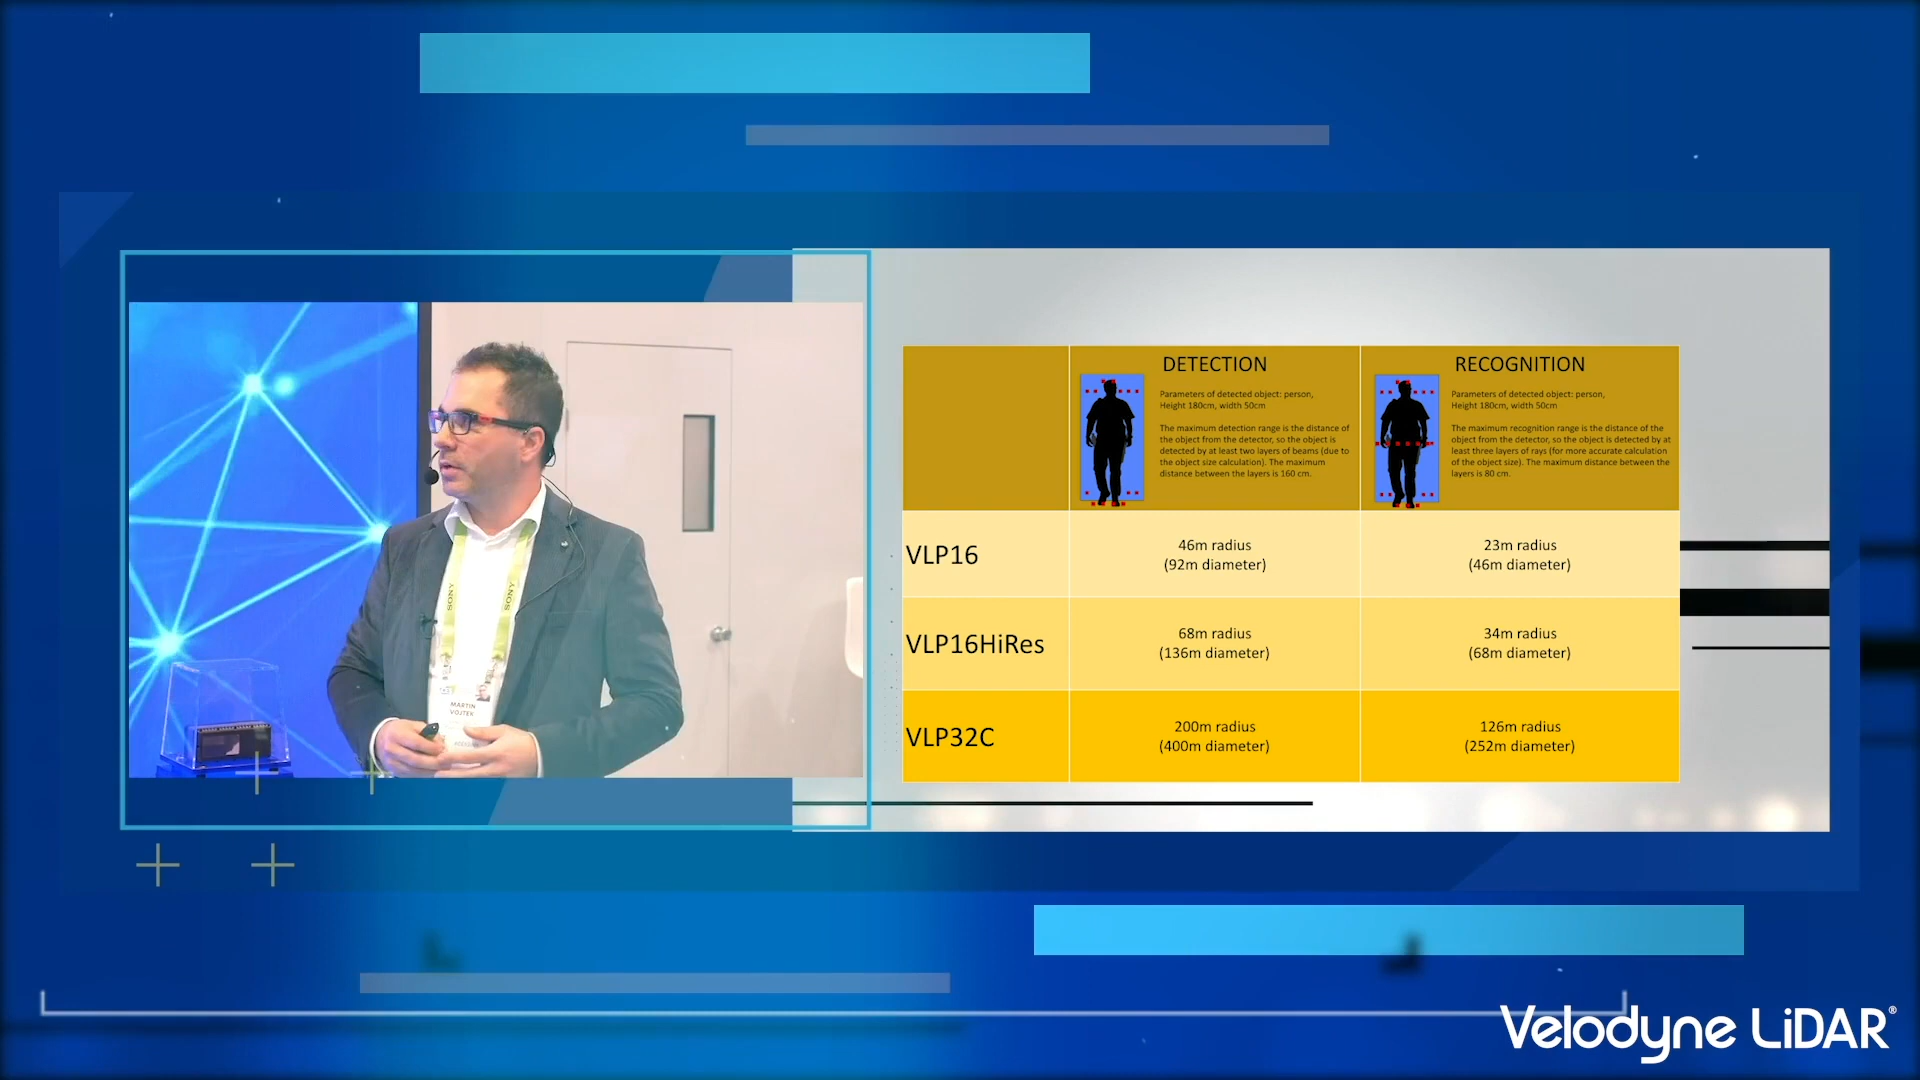 SONY
SONY
MARTIN
VOJTEK
DETECTION
Parameters of detected object: person,
Height 180cm, width 50cm
The maximum detection range is the distance of
the object from the detector, so the object is
detected by at least two layers of beams (due to
the object size calculation). The maximum
distance between the layers is 160 cm.
RECOGNITION
Parameters of detected object: person,
Height 180cm, width 50cm
The maximum recognition range is the distance of the
object from the detector, so the object is detected by at
least three layers of rays (for more accurate calculation
of the object size). The maximum distance between the
layers is 80 cm.
VLP16
46m radius
(92m diameter)
23m radius
(46m diameter)
VLP16HiRes
68m radius
(136m diameter)
34m radius
(68m diameter)
VLP32C
200m radius
(400m diameter)
126m radius
(252m diameter)
Velodyne LiDAR®